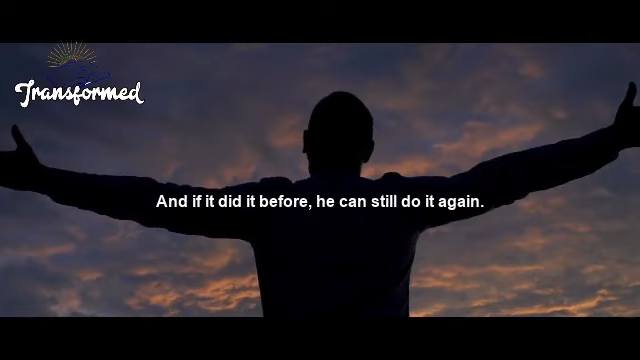 Transformed
And if it did it before, he can still do it again.